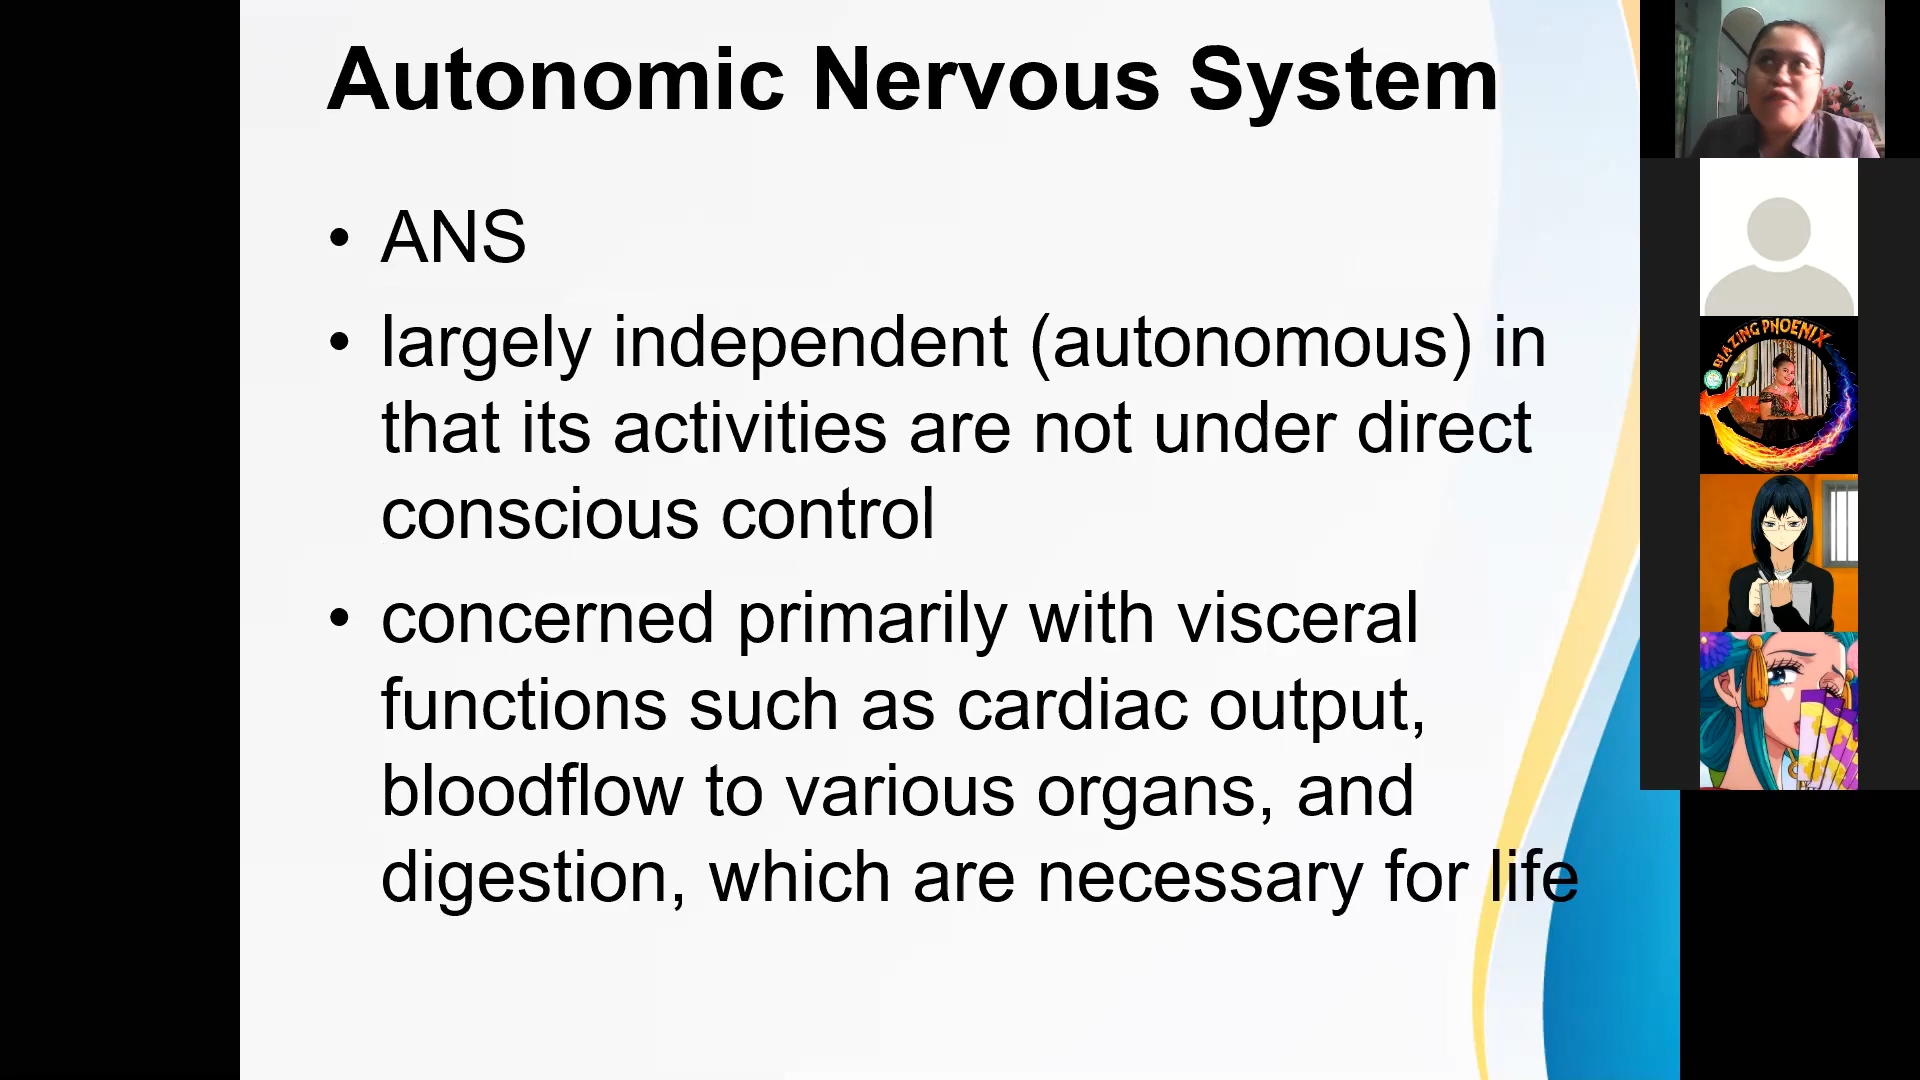 Autonomic Nervous System
• ANS
• largely independent (autonomous) in
that its activities are not under direct
conscious control
• concerned primarily with visceral
functions such as cardiac output,
bloodflow to various organs, and
digestion, which are necessary for life
BLAZING PHOENIX